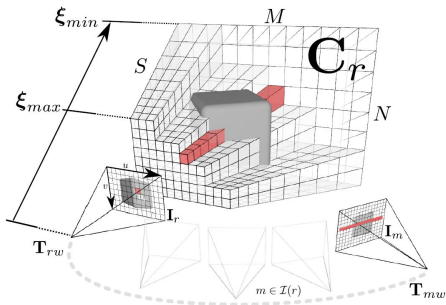 ξ_min
M
S
C_r
ξ_max
N
u
v
I_r
I_m
T_rw
m ∈ I(r)
T_mw